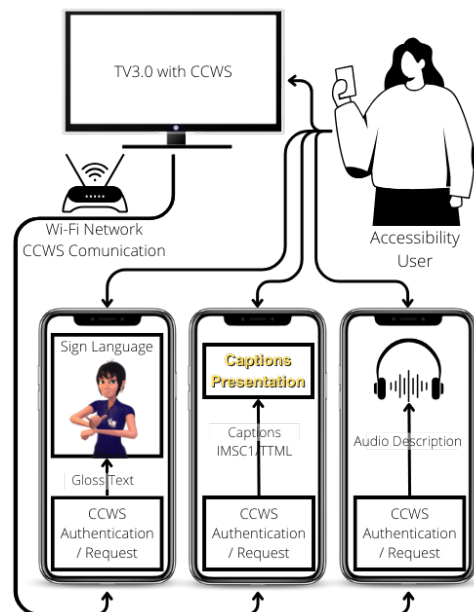 TV3.0 with CCWS
Wi-Fi Network
CCWS Comunication
Accessibility
User
Sign Language
Gloss Text
CCWS
Authentication
/ Request
Captions
Presentation
Captions
IMSC1/TTML
CCWS
Authentication
/ Request
Audio Description
CCWS
Authentication
/ Request